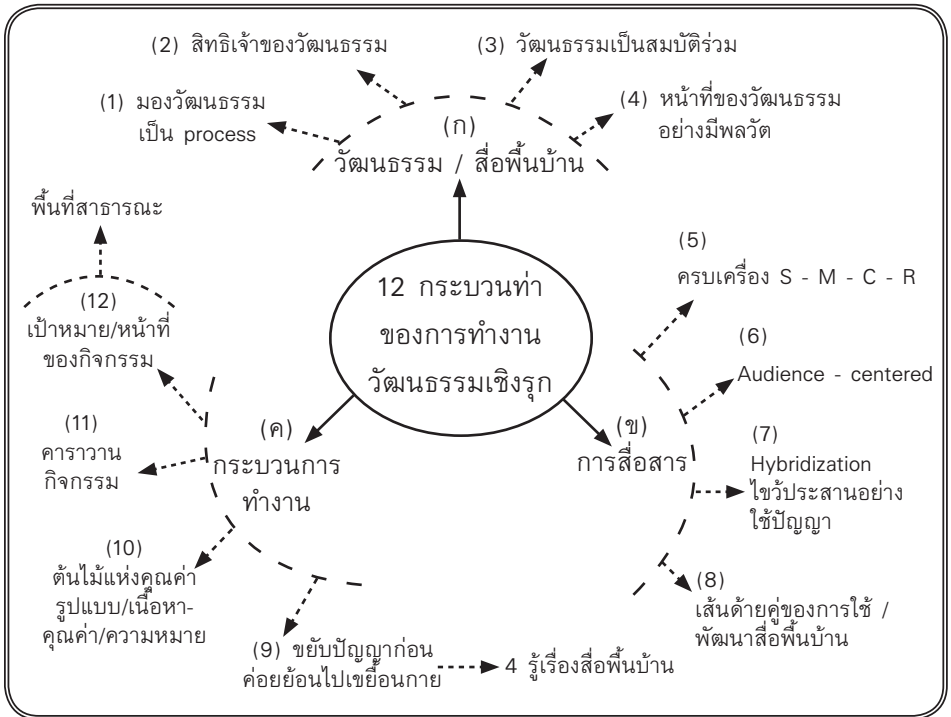 (2) สิทธิเจ้าของวัฒนธรรม
(3) วัฒนธรรมเป็นสมบัติร่วม
(1) มองวัฒนธรรม
เป็น process
(4) หน้าที่ของวัฒนธรรม
อย่างมีพลวัต
(ก)
วัฒนธรรม / สื่อพื้นบ้าน
พื้นที่สาธารณะ
(12)
เป้าหมาย/หน้าที่
ของกิจกรรม
12 กระบวนท่า
ของการทำงาน
วัฒนธรรมเชิงรุก
(5)
ครบเครื่อง S - M - C - R
(6)
Audience - centered
(11)
คาราวาน
กิจกรรม
(ค)
กระบวนการ
ทำงาน
(ข)
การสื่อสาร
(7)
Hybridization
ไขว้ประสานอย่าง
ใช้ปัญญา
(10)
ต้นไม้แห่งคุณค่า
รูปแบบ/เนื้อหา-
คุณค่า/ความหมาย
(8)
เส้นด้ายคู่ของการใช้ /
พัฒนาสื่อพื้นบ้าน
(9) ขยับปัญญาก่อน
ค่อยย้อนไปเขยื้อนกาย
4 รู้เรื่องสื่อพื้นบ้าน